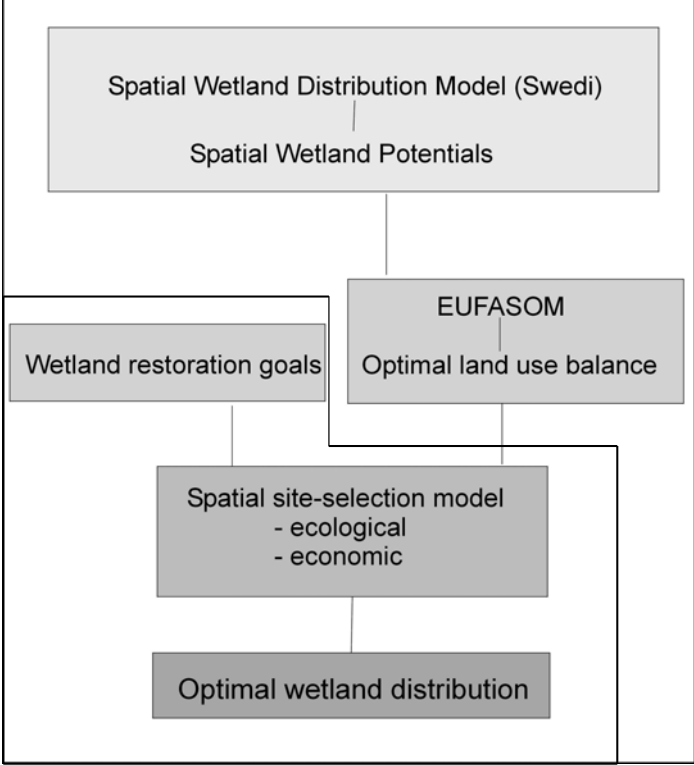 Spatial Wetland Distribution Model (Swedi)
Spatial Wetland Potentials
EUFASOM
Optimal land use balance
Wetland restoration goals
Spatial site-selection model
- ecological
- economic
Optimal wetland distribution